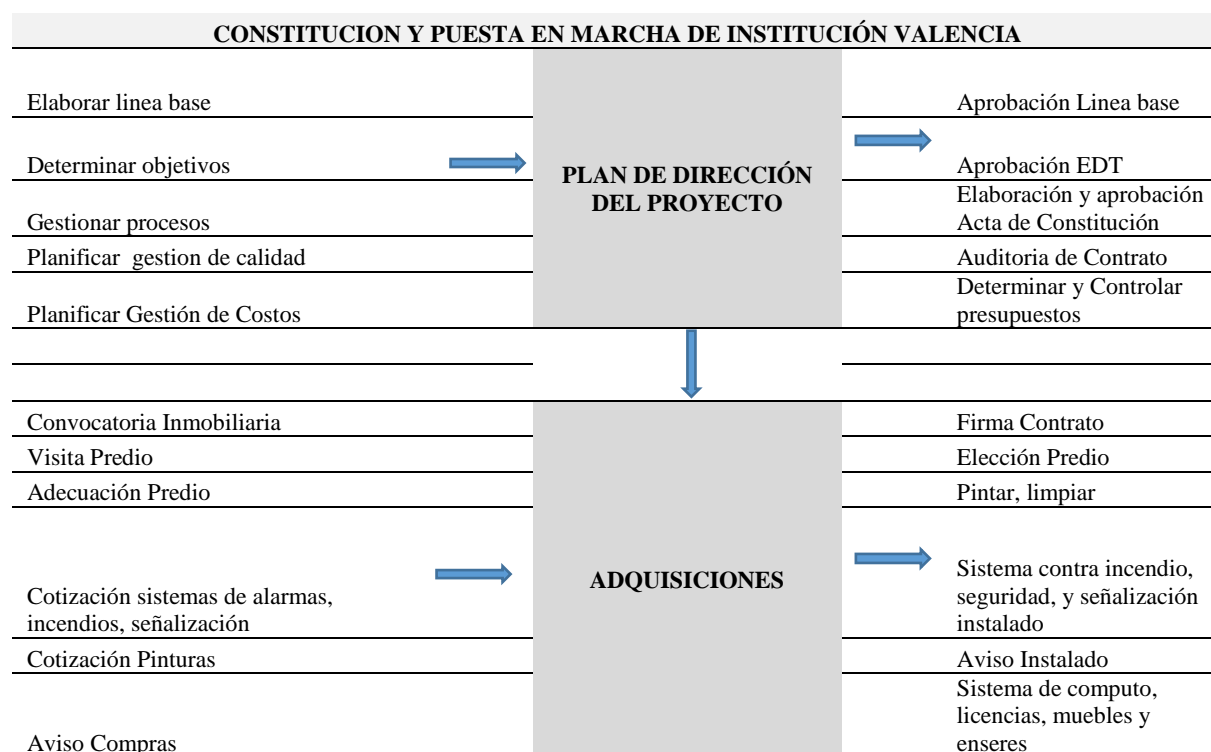 CONSTITUCION Y PUESTA EN MARCHA DE INSTITUCIÓN VALENCIA
Elaborar linea base
Aprobación Linea base
Determinar objetivos
PLAN DE DIRECCIÓN
DEL PROYECTO
Aprobación EDT
Gestionar procesos
Elaboración y aprobación
Acta de Constitución
Planificar gestion de calidad
Auditoria de Contrato
Planificar Gestión de Costos
Determinar y Controlar
presupuestos
Convocatoria Inmobiliaria
Firma Contrato
Visita Predio
Elección Predio
Adecuación Predio
Pintar, limpiar
Cotización sistemas de alarmas,
incendios, señalización
ADQUISICIONES
Sistema contra incendio,
seguridad, y señalización
instalado
Cotización Pinturas
Aviso Instalado
Aviso Compras
Sistema de computo,
licencias, muebles y
enseres